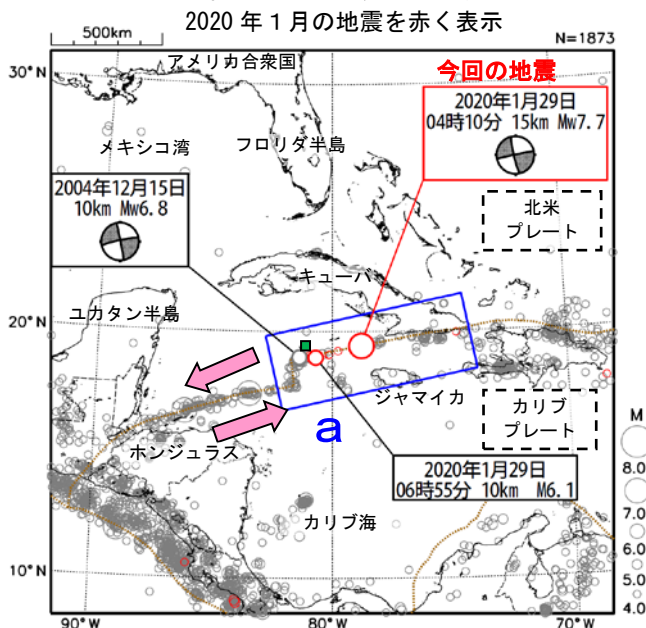 2020年1月の地震を赤く表示
500km
N=1873
30°N
アメリカ合衆国
今回の地震
2020年1月29日
04時10分 15km Mw7.7
メキシコ湾
フロリダ半島
2004年12月15日
10km Mw6.8
北米
プレート
キューバ
ユカタン半島
20°N
ジャマイカ
カリブ
プレート
a
ホンジュラス
2020年1月29日
06時55分 10km M6.1
カリブ海
M
8.0
7.0
6.0
5.0
4.0
10°N
90°W
80°W
70°W